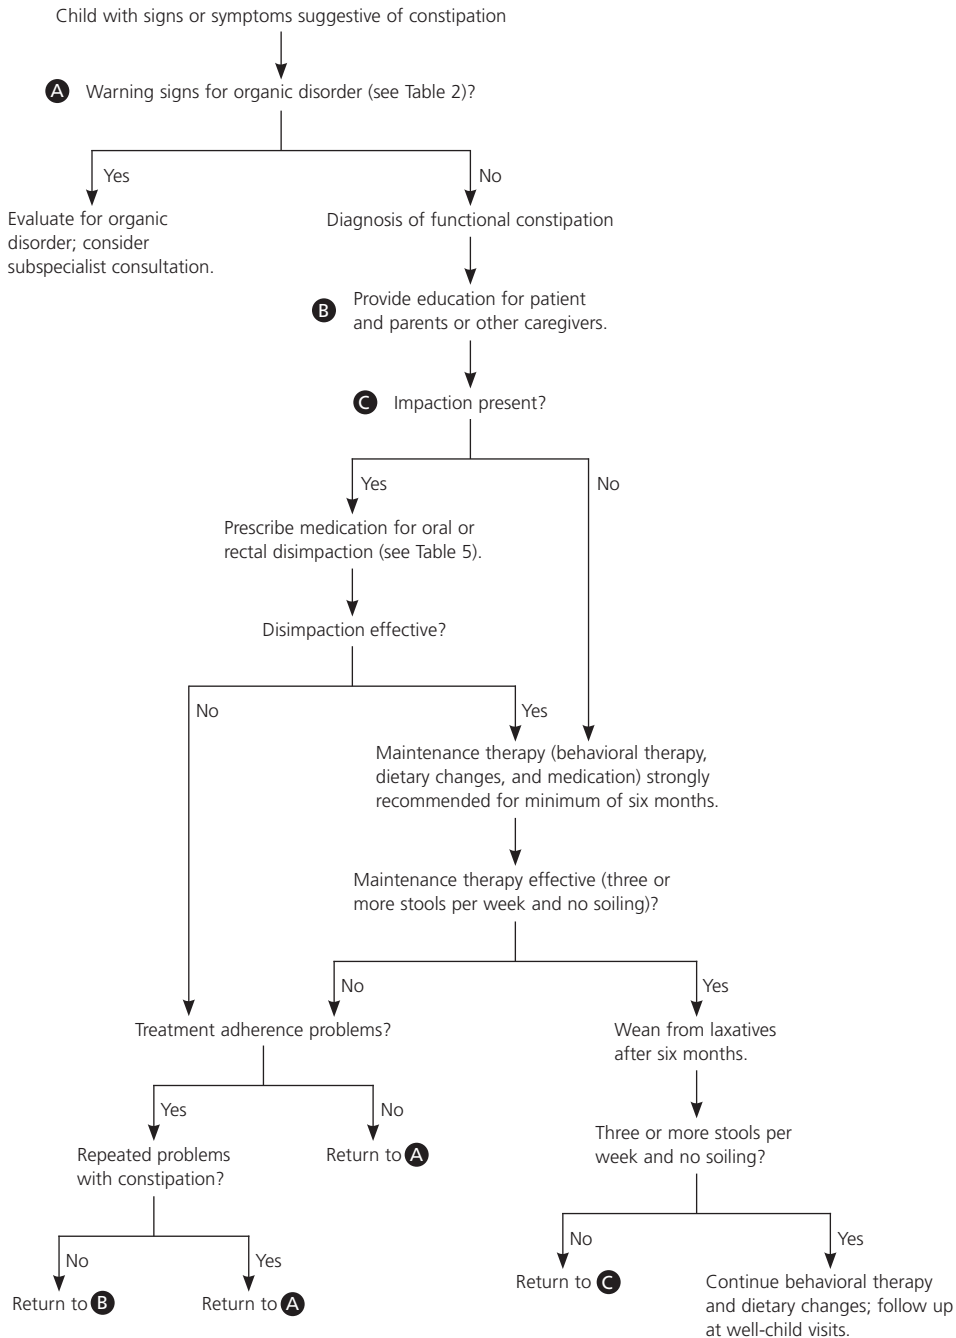 Child with signs or symptoms suggestive of constipation
A Warning signs for organic disorder (see Table 2)?
Yes
No
Evaluate for organic
disorder; consider
subspecialist consultation.
Diagnosis of functional constipation
B Provide education for patient
and parents or other caregivers.
C Impaction present?
Yes
No
Prescribe medication for oral or
rectal disimpaction (see Table 5).
Disimpaction effective?
No
Yes
Maintenance therapy (behavioral therapy,
dietary changes, and medication) strongly
recommended for minimum of six months.
Maintenance therapy effective (three or
more stools per week and no soiling)?
No
Yes
Treatment adherence problems?
Wean from laxatives
after six months.
Yes
No
Repeated problems
with constipation?
Return to A
Three or more stools per
week and no soiling?
No
Yes
Return to B
Return to A
No
Yes
Return to C
Continue behavioral therapy
and dietary changes; follow up
at well-child visits.